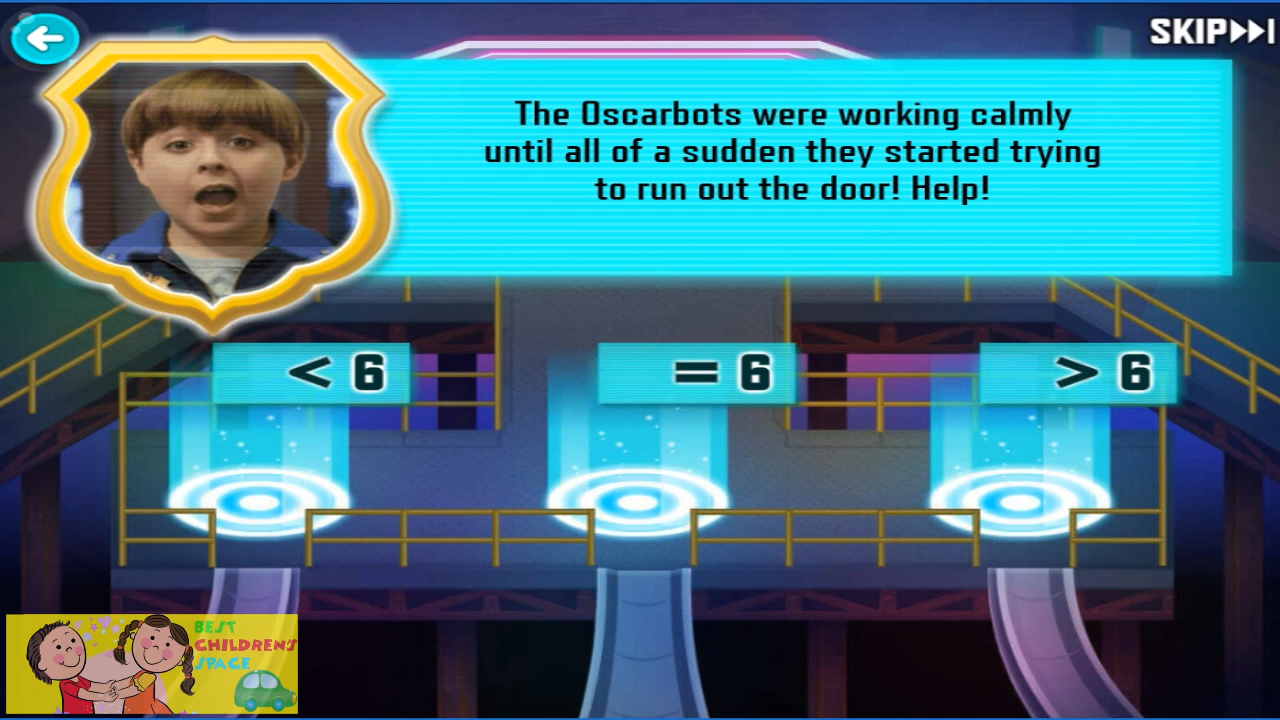 SKIP
The Oscarbots were working calmly
until all of a sudden they started trying
to run out the door! Help!
< 6
= 6
> 6
BEST
CHILDREN'S
SPACE